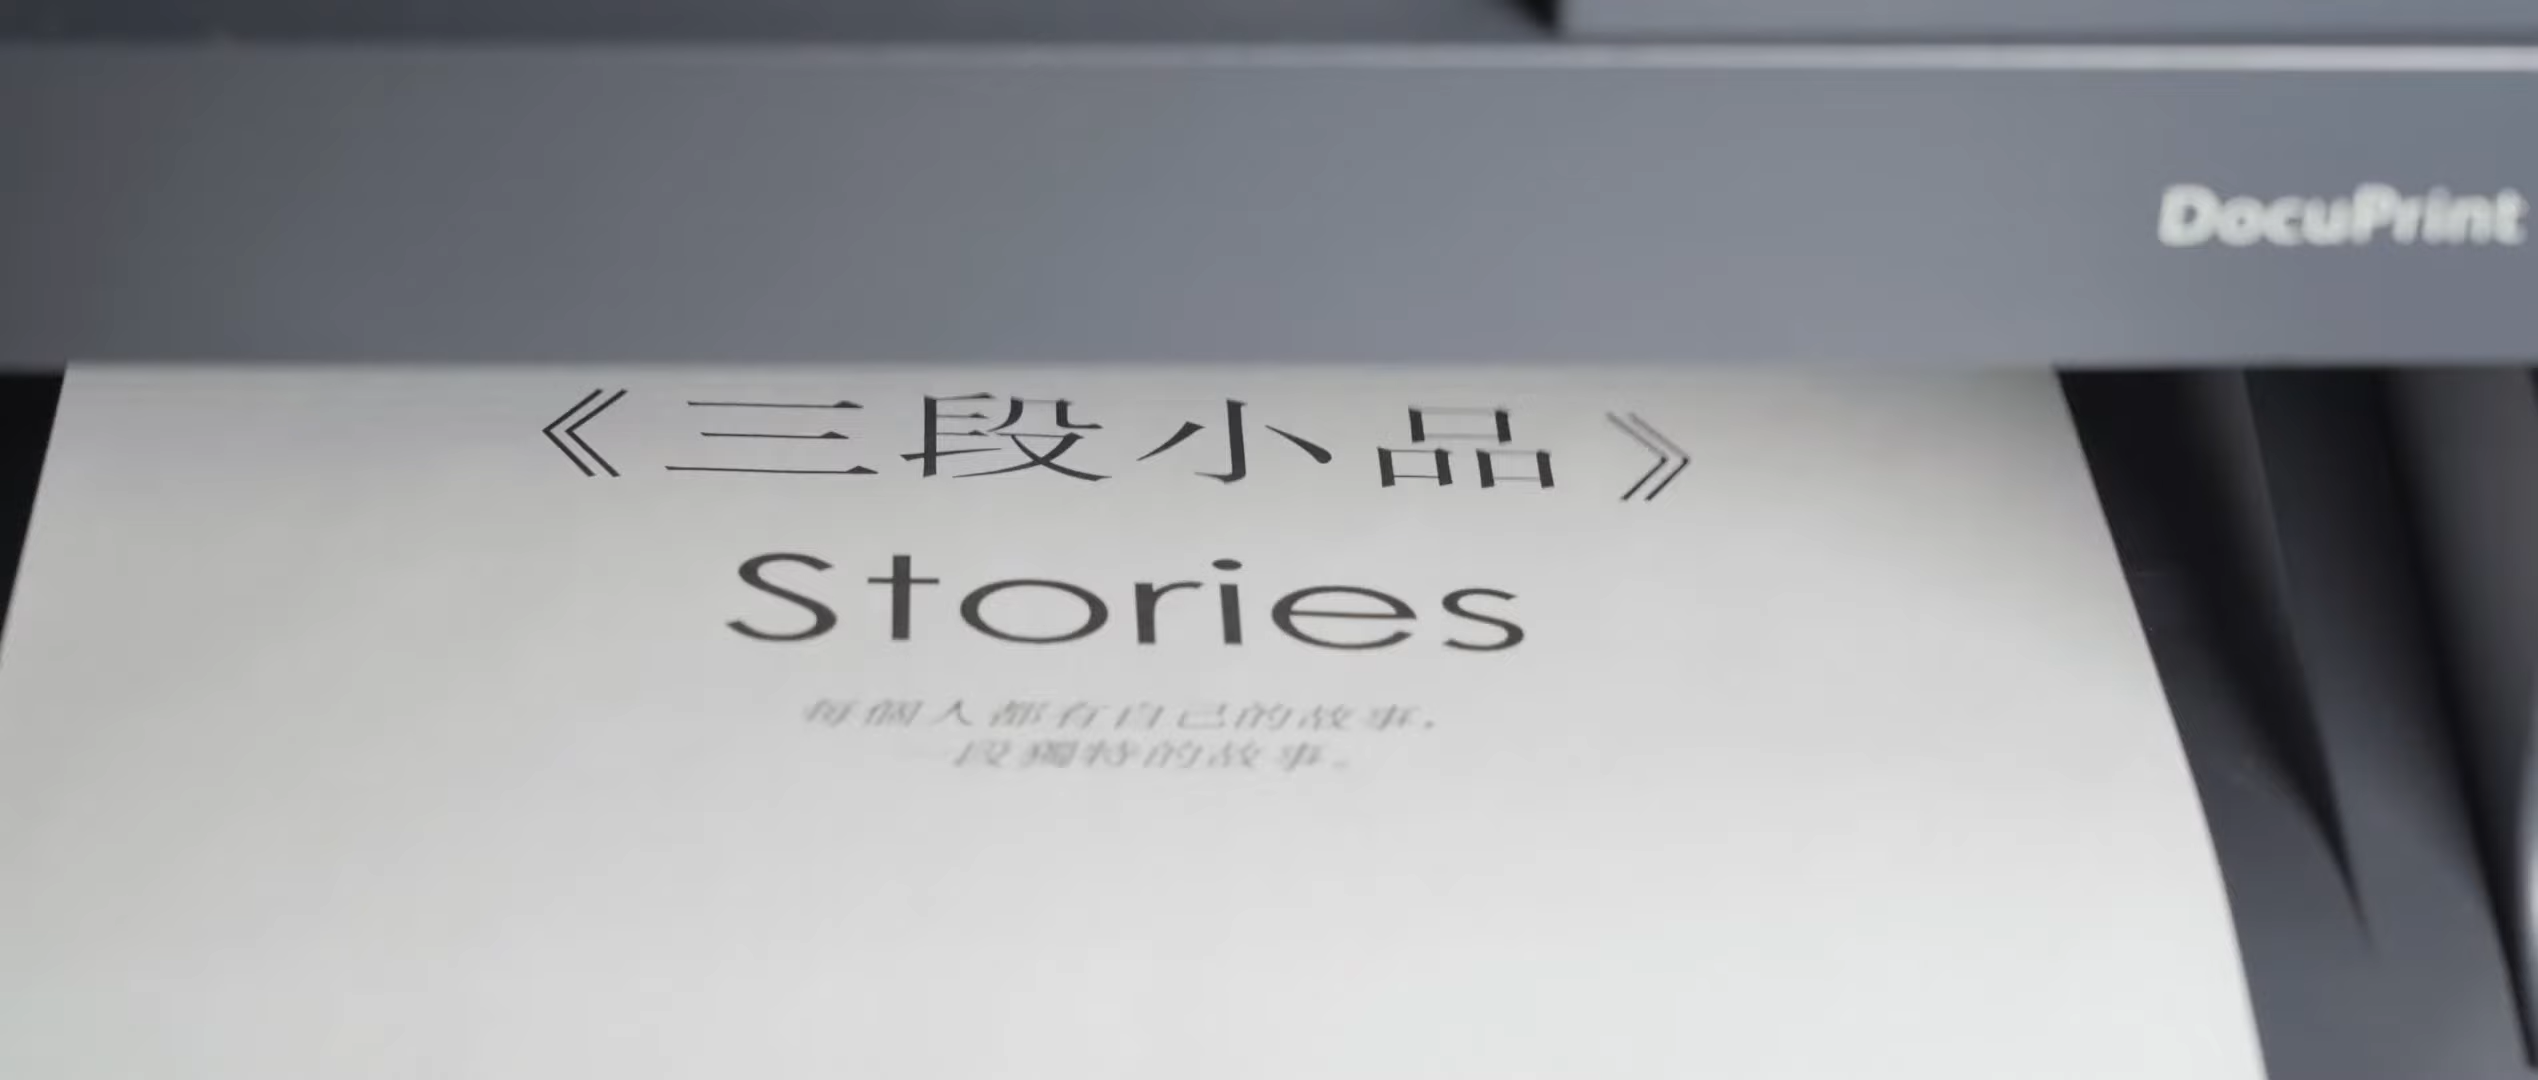 DocuPrint
《三段小品》
Stories
每個人都有自己的故事，
一段獨特的故事。